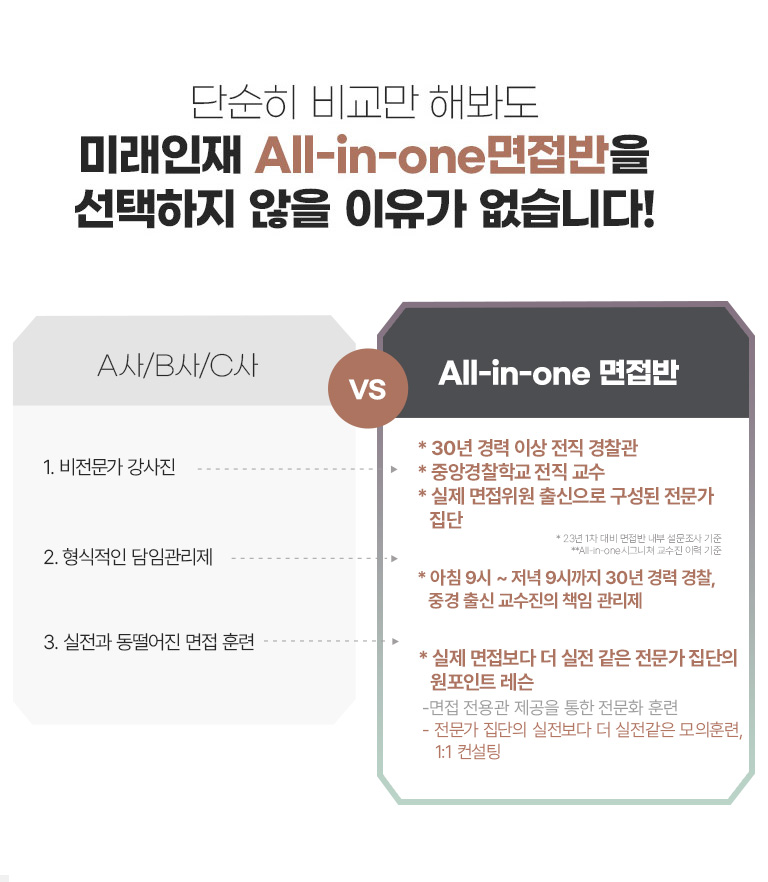 단순히 비교만 해봐도
미래인재 All-in-one면접반을
선택하지 않을 이유가 없습니다!
A사/B사/C사
VS
All-in-one 면접반
1. 비전문가 강사진
2. 형식적인 담임관리제
3. 실전과 동떨어진 면접 훈련
* 30년 경력 이상 전직 경찰관
* 중앙경찰학교 전직 교수
* 실제 면접위원 출신으로 구성된 전문가
집단
* 23년 1차 대비 면접반 내부 설문조사 기준
**All-in-one시그니쳐 교수진 이력 기준
* 아침 9시 ~ 저녁 9시까지 30년 경력 경찰,
중경 출신 교수진의 책임 관리제
* 실제 면접보다 더 실전 같은 전문가 집단의
원포인트 레슨
-면접 전용관 제공을 통한 전문화 훈련
- 전문가 집단의 실전보다 더 실전같은 모의훈련,
1:1 컨설팅